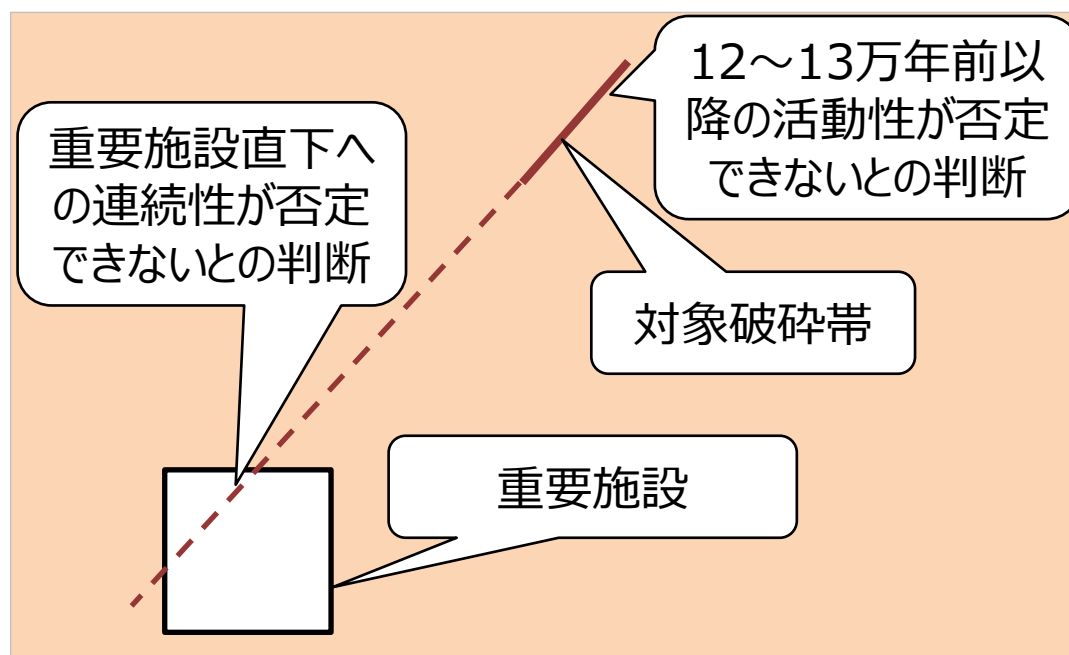 12～13万年前以
降の活動性が否定
できないとの判断
重要施設直下へ
の連続性が否定
できないとの判断
対象破砕帯
重要施設